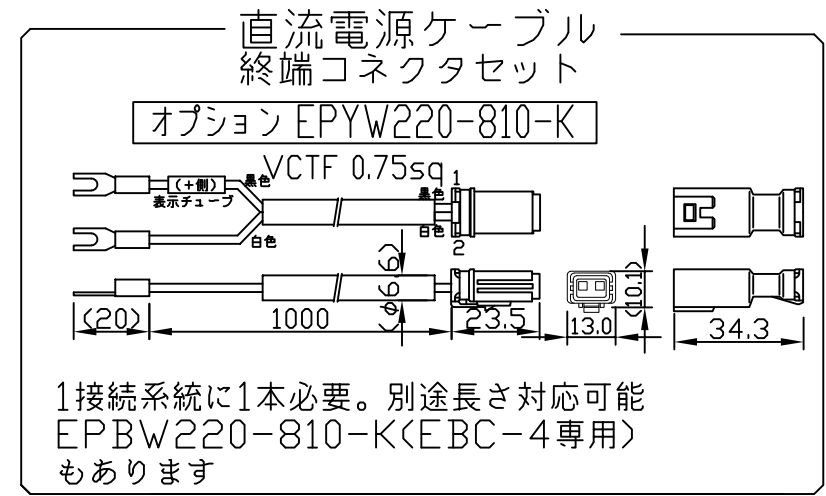 直流電源ケーブル
終端コネクタセット
オプション EPYW220-810-K
VCTF 0.75sq
(+側)
表示チューブ
黒色
白色
黒色
白色
1
2
(20)
1000
(φ6.6)
23.5
13.0
(10.1)
34.3
1接続系統に1本必要。別途長さ対応可能
EPBW220-810-K(EBC-4専用)
もあります